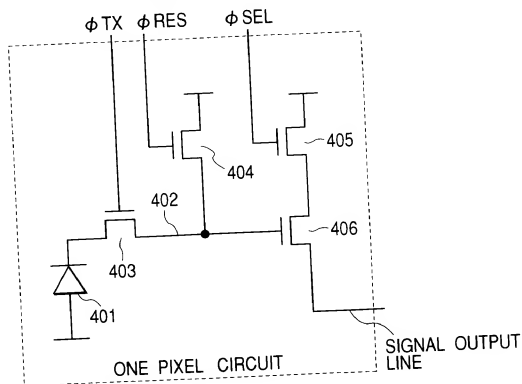 φTX
φRES
φSEL
405
404
402
406
403
401
SIGNAL OUTPUT
LINE
ONE PIXEL CIRCUIT